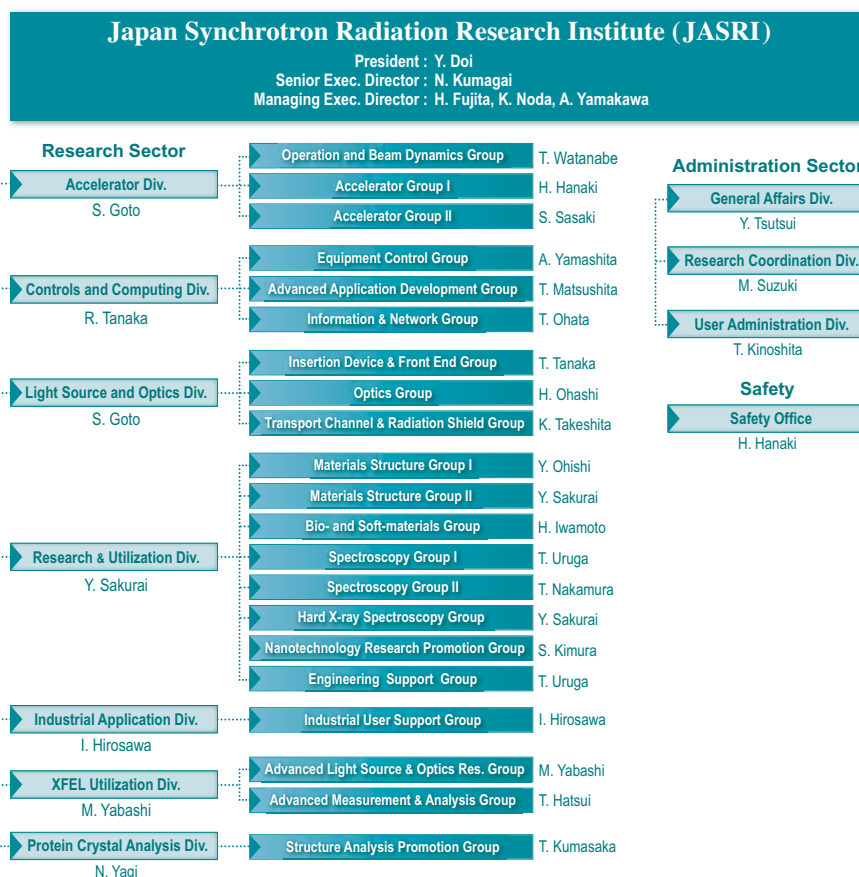 Japan Synchrotron Radiation Research Institute (JASRI)
President : Y. Doi
Senior Exec. Director : N. Kumagai
Managing Exec. Director : H. Fujita, K. Noda, A. Yamakawa
Research Sector
Accelerator Div.
S. Goto
Operation and Beam Dynamics Group T. Watanabe
Accelerator Group I H. Hanaki
Accelerator Group II S. Sasaki
Controls and Computing Div.
R. Tanaka
Equipment Control Group A. Yamashita
Advanced Application Development Group T. Matsushita
Information & Network Group T. Ohata
Light Source and Optics Div.
S. Goto
Insertion Device & Front End Group T. Tanaka
Optics Group H. Ohashi
Transport Channel & Radiation Shield Group K. Takeshita
Research & Utilization Div.
Y. Sakurai
Materials Structure Group I Y. Ohishi
Materials Structure Group II Y. Sakurai
Bio- and Soft-materials Group H. Iwamoto
Spectroscopy Group I T. Uruga
Spectroscopy Group II T. Nakamura
Hard X-ray Spectroscopy Group Y. Sakurai
Nanotechnology Research Promotion Group S. Kimura
Engineering Support Group T. Uruga
Industrial Application Div.
I. Hirosawa
Industrial User Support Group I. Hirosawa
XFEL Utilization Div.
M. Yabashi
Advanced Light Source & Optics Res. Group M. Yabashi
Advanced Measurement & Analysis Group T. Hatsui
Protein Crystal Analysis Div.
N. Yagi
Structure Analysis Promotion Group T. Kumasaka
Administration Sector
General Affairs Div.
Y. Tsutsui
Research Coordination Div.
M. Suzuki
User Administration Div.
T. Kinoshita
Safety
Safety Office
H. Hanaki